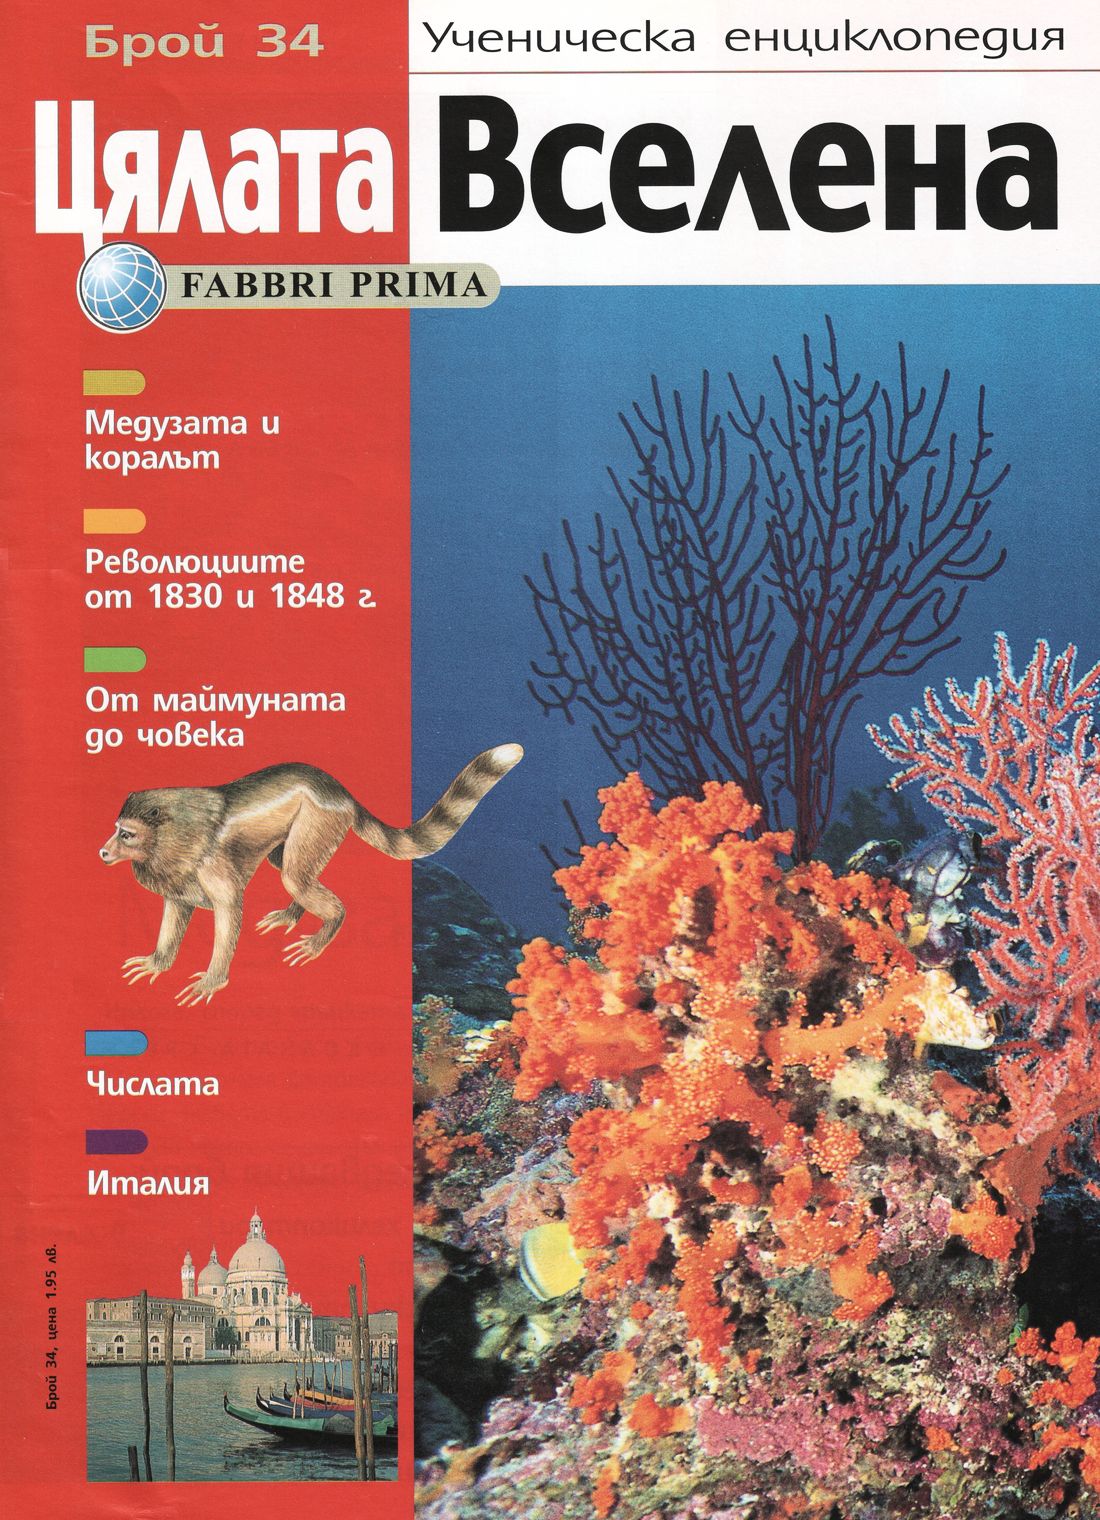 Брой 34
Ученическа енциклопедия
Цялата Вселена
FABBRI PRIMA
Медузата и
коралът
Революциите
от 1830 и 1848 г.
От маймуната
до човека
Числата
Италия
Брой 34, цена 1.95 лв.